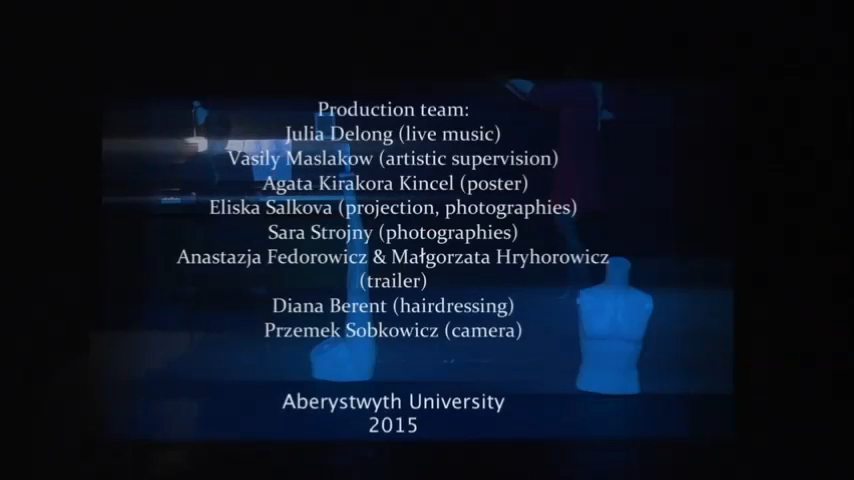 Production team:
Julia Delong (live music)
Vasily Maslakow (artistic supervision)
Agata Kirakora Kincel (poster)
Eliska Salkova (projection, photographies)
Sara Strojny (photographies)
Anastazja Fedorowicz & Małgorzata Hryhorowicz
(trailer)
Diana Berent (hairdressing)
Przemek Sobkowicz (camera)
Aberystwyth University
2015